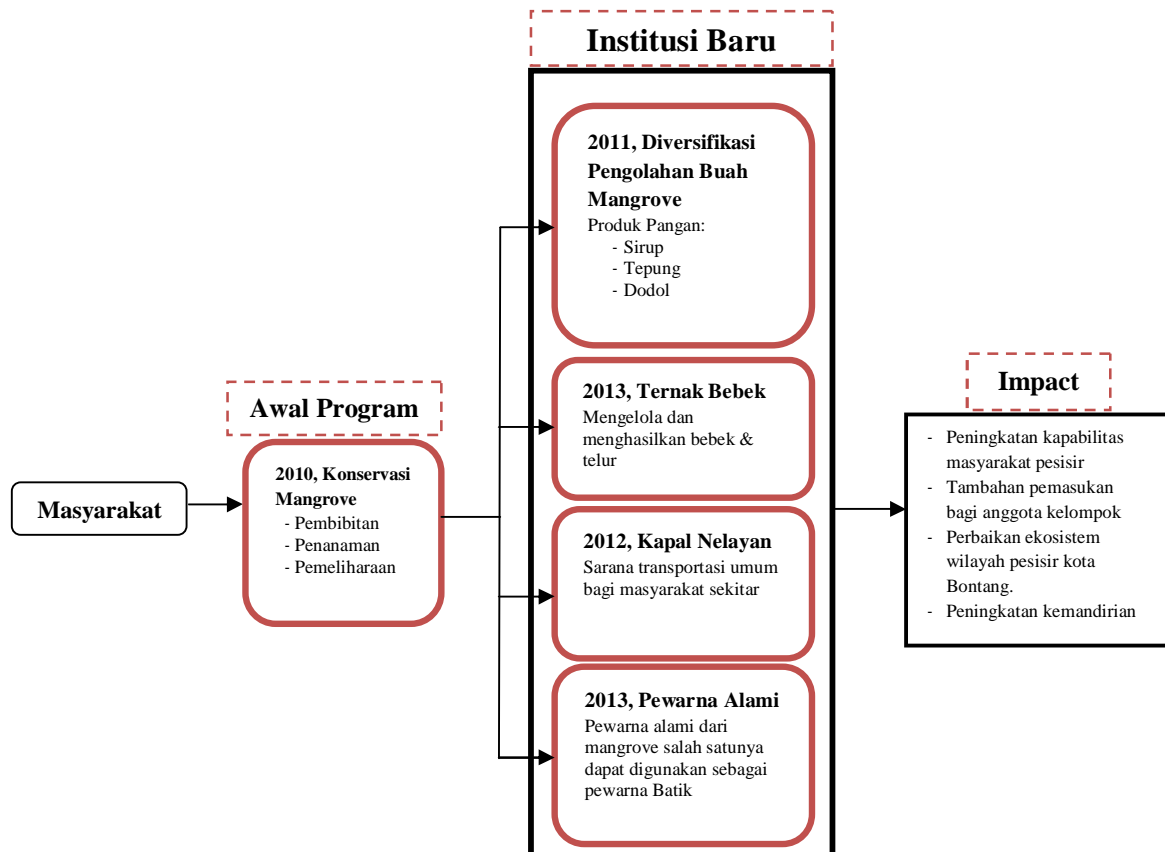 Masyarakat
Awal Program
2010, Konservasi
Mangrove
- Pembibitan
- Penanaman
- Pemeliharaan
Institusi Baru
2011, Diversifikasi
Pengolahan Buah
Mangrove
Produk Pangan:
- Sirup
- Tepung
- Dodol
2013, Ternak Bebek
Mengelola dan
menghasilkan bebek &
telur
2012, Kapal Nelayan
Sarana transportasi umum
bagi masyarakat sekitar
2013, Pewarna Alami
Pewarna alami dari
mangrove salah satunya
dapat digunakan sebagai
pewarna Batik
Impact
- Peningkatan kapabilitas
masyarakat pesisir
- Tambahan pemasukan
bagi anggota kelompok
- Perbaikan ekosistem
wilayah pesisir kota
Bontang.
- Peningkatan kemandirian